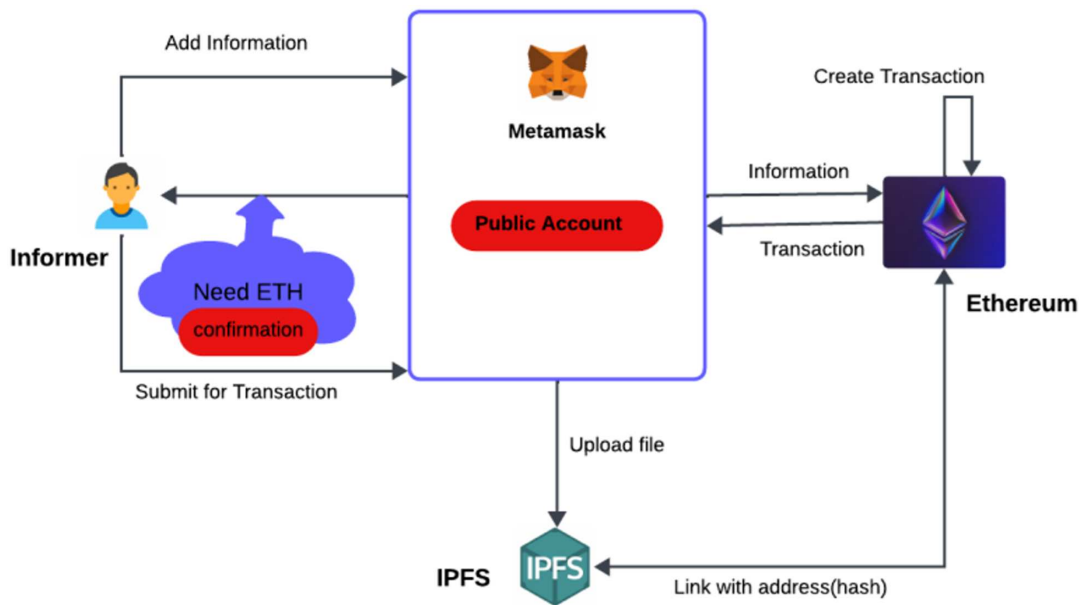 Add Information
Create Transaction
Metamask
Information
Public Account
Transaction
Informer
Need ETH
confirmation
Ethereum
Submit for Transaction
Upload file
IPFS
IPFS
Link with address(hash)